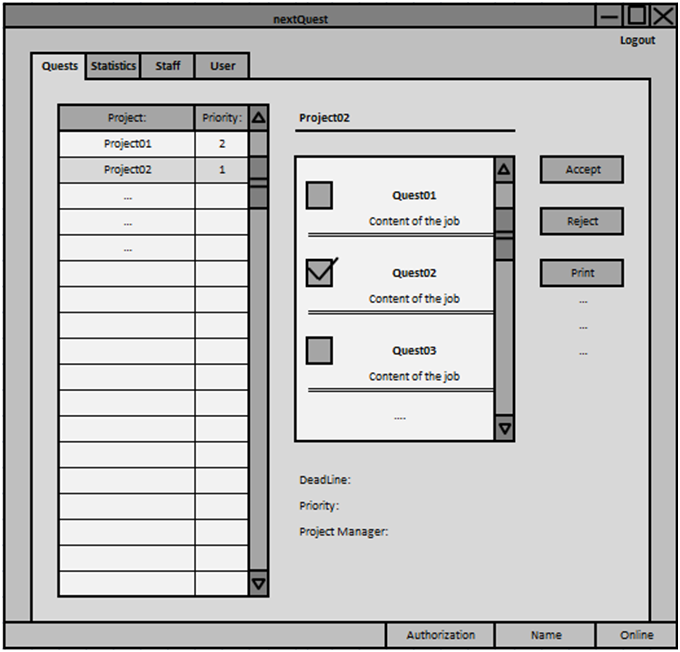 nextQuest
Logout
Quests Statistics Staff User
Project: Priority:
Project01 2
Project02 1
...
...
...
Project02
Quest01
Content of the job
Quest02
Content of the job
Quest03
Content of the job
....
Accept
Reject
Print
...
...
...
DeadLine:
Priority:
Project Manager:
Authorization Name Online